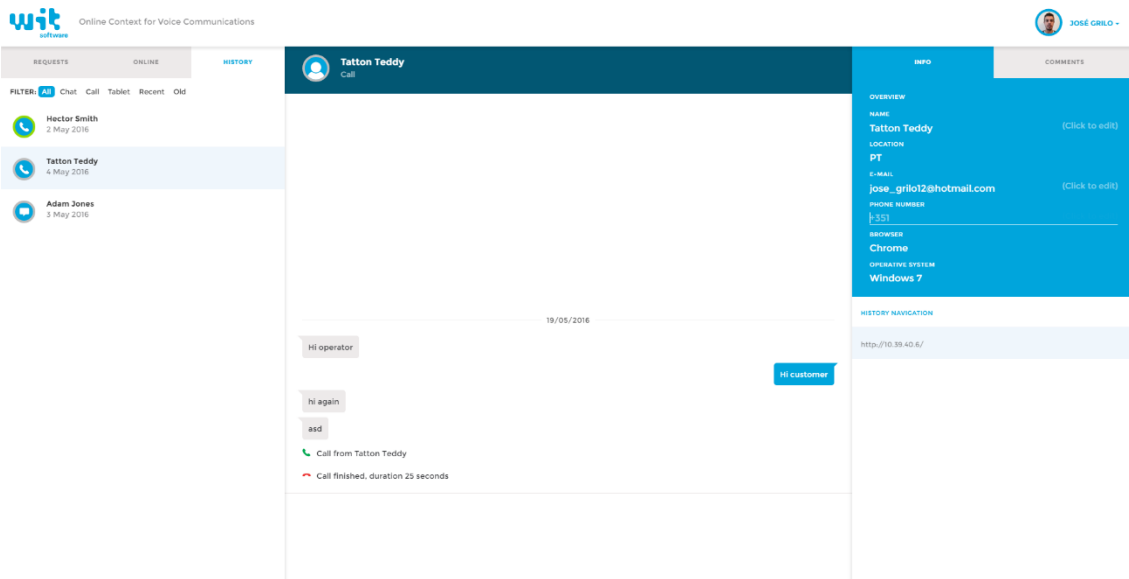 wit
software
Online Context for Voice Communications
JOSÉ GRILO
REQUESTS
ONLINE
HISTORY
FILTER: All Chat Call Tablet Recent Old
Hector Smith
2 May 2016
Tatton Teddy
4 May 2016
Adam Jones
3 May 2016
Tatton Teddy
Call
19/05/2016
Hi operator
Hi customer
hi again
asd
Call from Tatton Teddy
Call finished, duration 25 seconds
INFO
COMMENTS
OVERVIEW
NAME
Tatton Teddy (Click to edit)
LOCATION
PT
E-MAIL
jose_grilo12@hotmail.com (Click to edit)
PHONE NUMBER
+351
BROWSER
Chrome
OPERATIVE SYSTEM
Windows 7
HISTORY NAVIGATION
http://10.39.40.6/